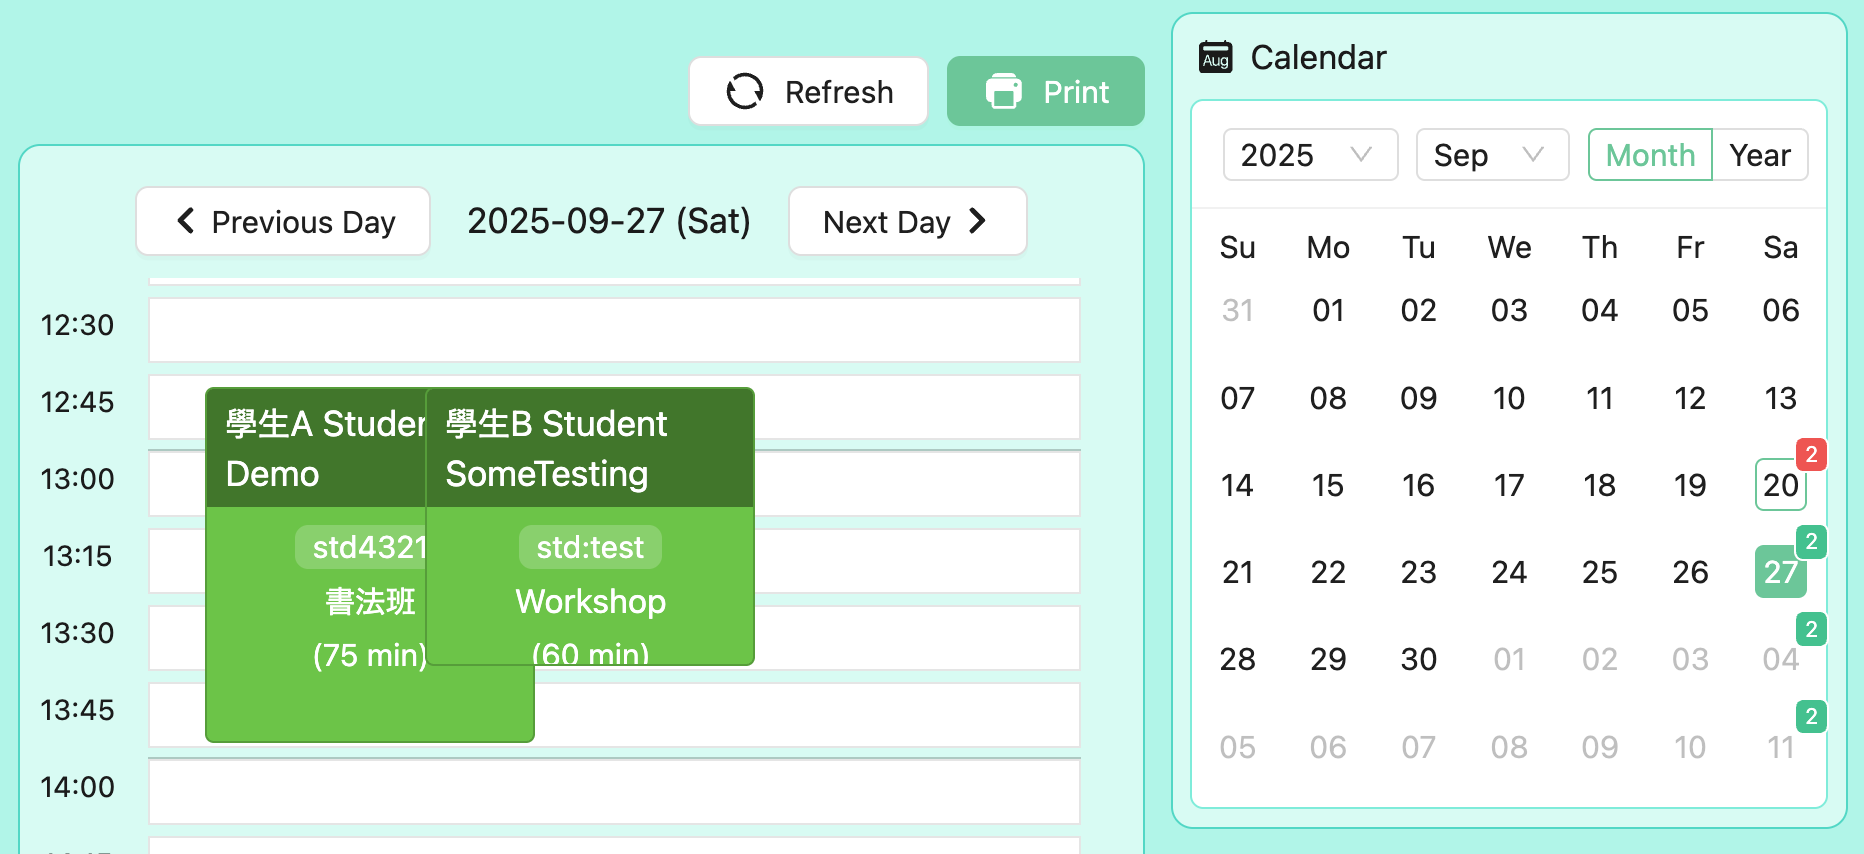 Refresh
Print
Previous Day
2025-09-27 (Sat)
Next Day
12:30
12:45
13:00
13:15
13:30
13:45
14:00
學生A Studen
Demo
std4321
書法班
(75 min)
學生B Student
SomeTesting
std:test
Workshop
(60 min)
Aug
Calendar
2025
Sep
Month
Year
Su Mo Tu We Th Fr Sa
31 01 02 03 04 05 06
07 08 09 10 11 12 13
2
14 15 16 17 18 19 20
2
21 22 23 24 25 26 27
2
28 29 30 01 02 03 04
2
05 06 07 08 09 10 11